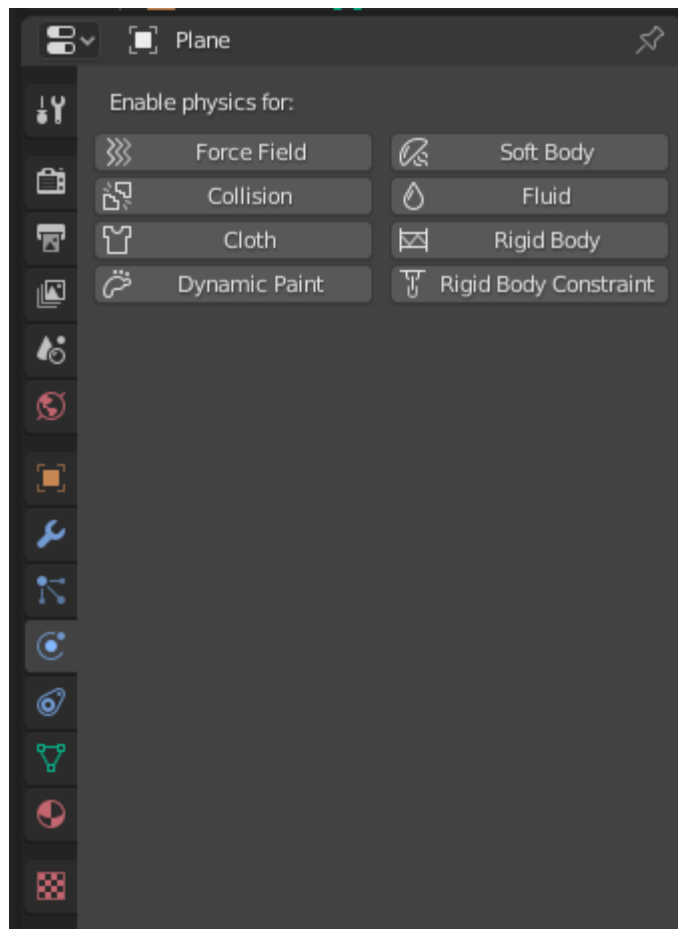 Plane
Enable physics for:
Force Field
Soft Body
Collision
Fluid
Cloth
Rigid Body
Dynamic Paint
Rigid Body Constraint